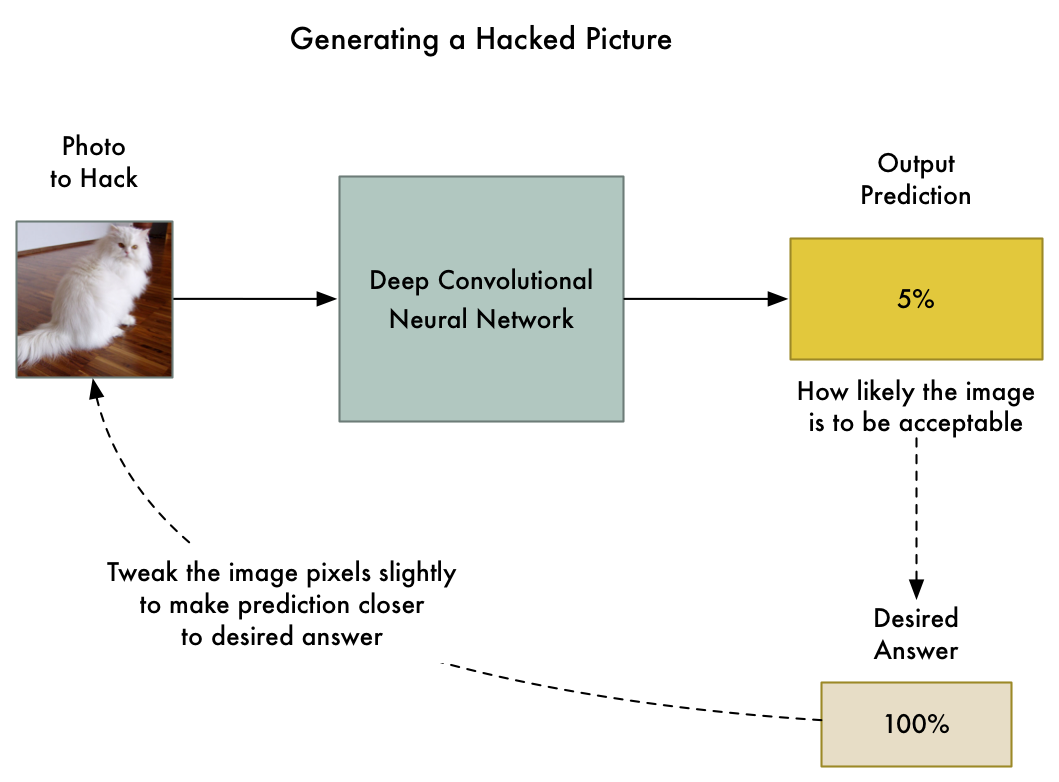 Generating a Hacked Picture
Photo
to Hack
Deep Convolutional
Neural Network
Output
Prediction
5%
How likely the image
is to be acceptable
Tweak the image pixels slightly
to make prediction closer
to desired answer
Desired
Answer
100%